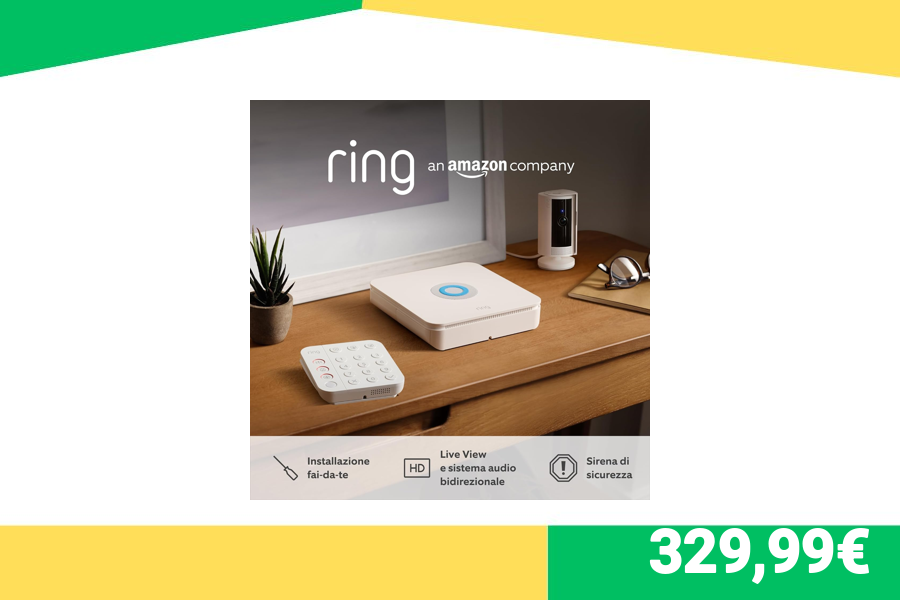 ring an amazon company
Installazione
fai-da-te
HD
Live View
e sistema audio
bidirezionale
Sirena di
sicurezza
329,99€